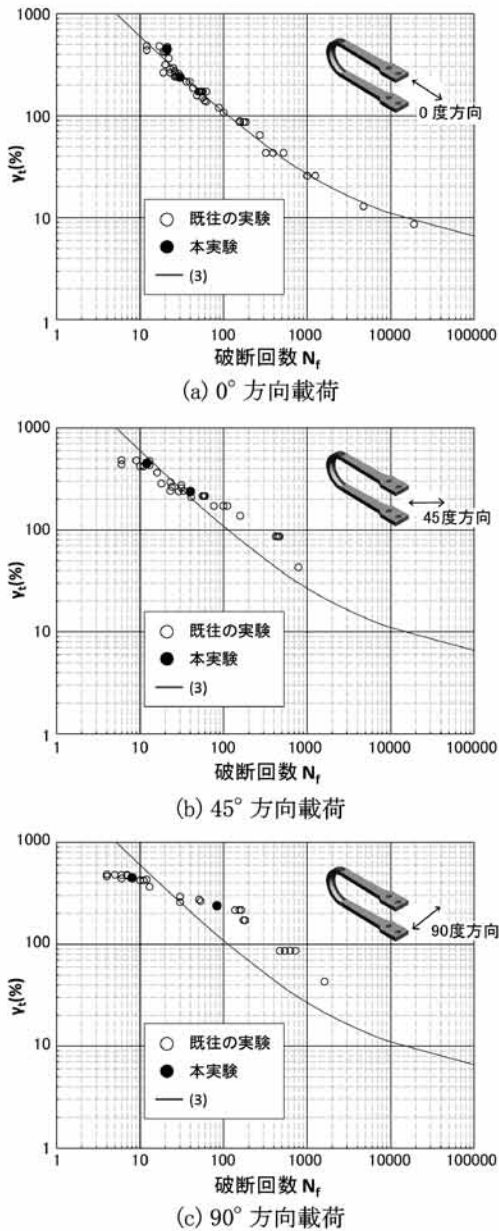 1000
100
10
1
γt(%)
0度方向
既往の実験
本実験
(3)
1 10 100 1000 10000 100000
破断回数 Nf
(a) 0° 方向載荷
1000
100
10
1
γt(%)
45度方向
既往の実験
本実験
(3)
1 10 100 1000 10000 100000
破断回数 Nf
(b) 45° 方向載荷
1000
100
10
1
γt(%)
90度方向
既往の実験
本実験
(3)
1 10 100 1000 10000 100000
破断回数 Nf
(c) 90° 方向載荷